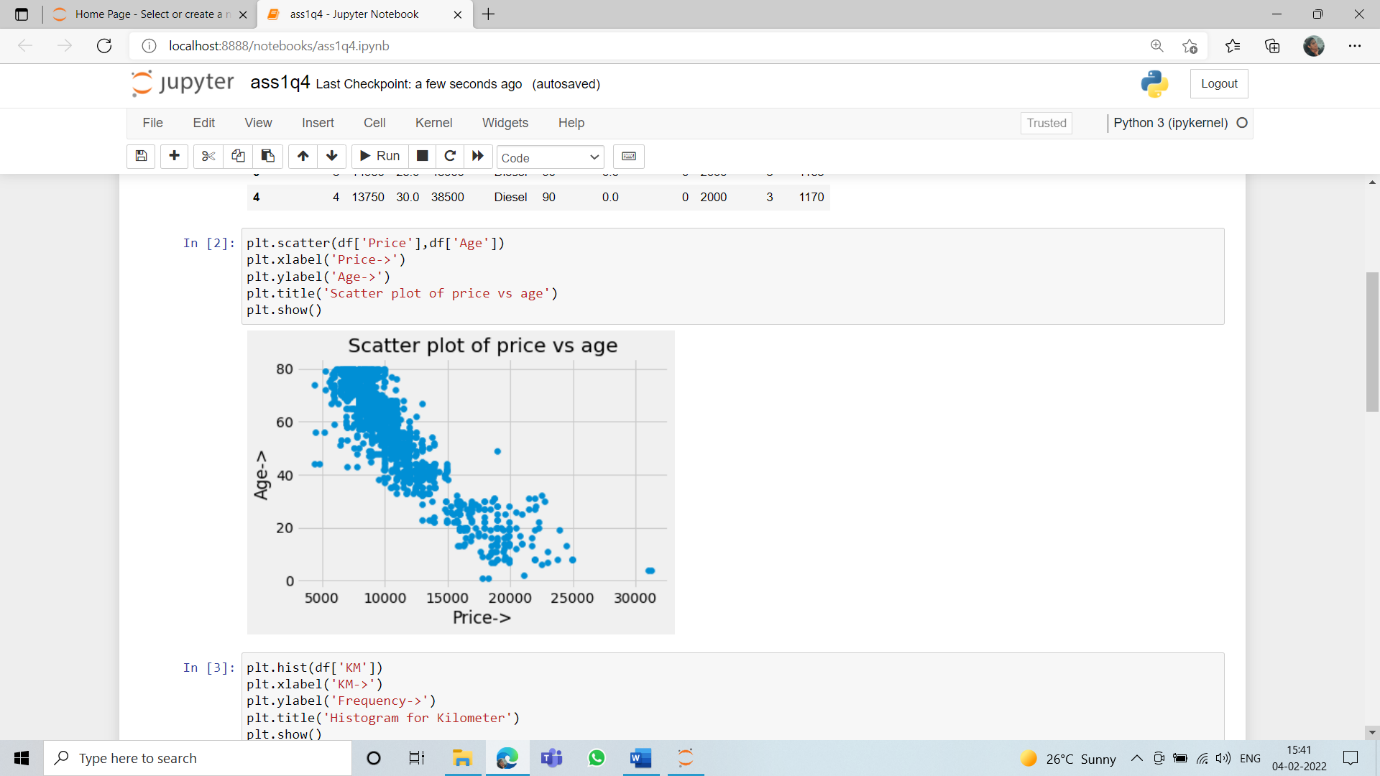 Home Page - Select or create a n
ass1q4 - Jupyter Notebook
localhost:8888/notebooks/ass1q4.ipynb
jupyter ass1q4 Last Checkpoint: a few seconds ago (autosaved)
Logout
File Edit View Insert Cell Kernel Widgets Help
Trusted
Python 3 (ipykernel)
Run
Code
4 4 13750 30.0 38500 Diesel 90 0.0 0 2000 3 1170
In [2]: plt.scatter(df['Price'],df['Age'])
plt.xlabel('Price->')
plt.ylabel('Age->')
plt.title('Scatter plot of price vs age')
plt.show()
Scatter plot of price vs age
80
60
40
20
0
Age->
5000 10000 15000 20000 25000 30000
Price->
In [3]: plt.hist(df['KM'])
plt.xlabel('KM->')
plt.ylabel('Frequency->')
plt.title('Histogram for Kilometer')
plt.show()
Type here to search
26°C Sunny
ENG
15:41
04-02-2022